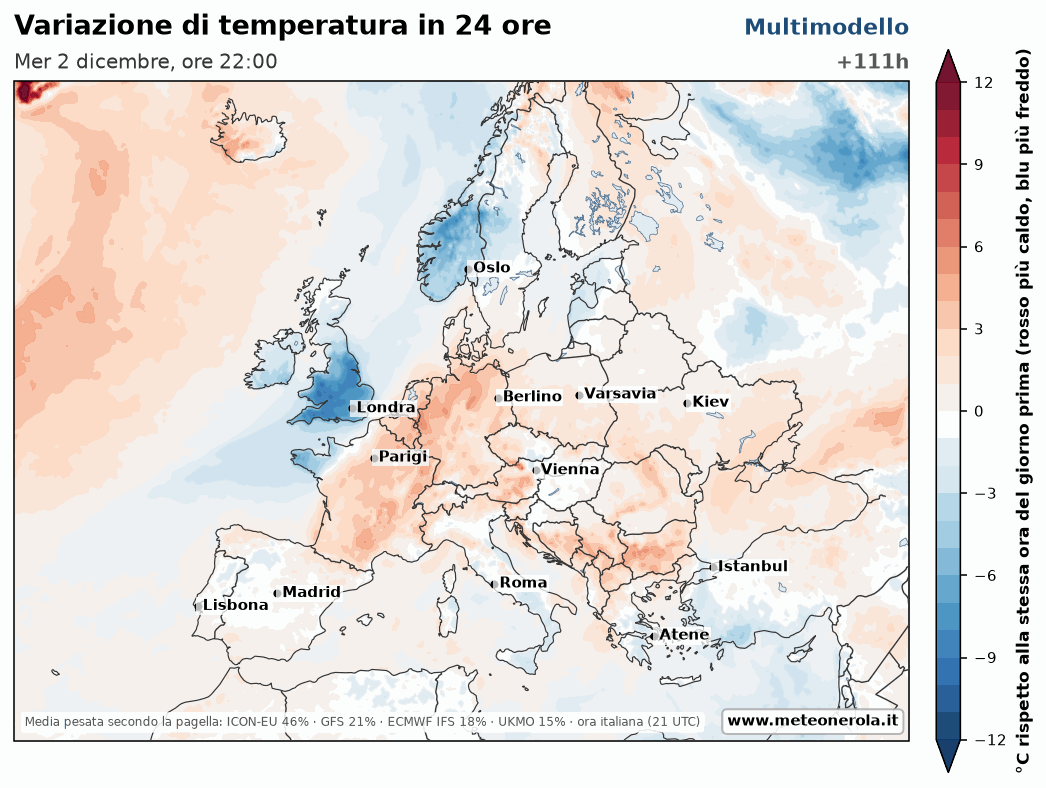 Variazione di temperatura in 24 ore
Multimodello
Mer 2 dicembre, ore 22:00
+111h
Oslo
Londra
Berlino
Varsavia
Kiev
Parigi
Vienna
Istanbul
Roma
Madrid
Lisbona
Atene
Media pesata secondo la pagella: ICON-EU 46% · GFS 21% · ECMWF IFS 18% · UKMO 15% · ora italiana (21 UTC)
www.meteonerola.it
12
9
6
3
0
−3
−6
−9
−12
°C rispetto alla stessa ora del giorno prima (rosso più caldo, blu più freddo)